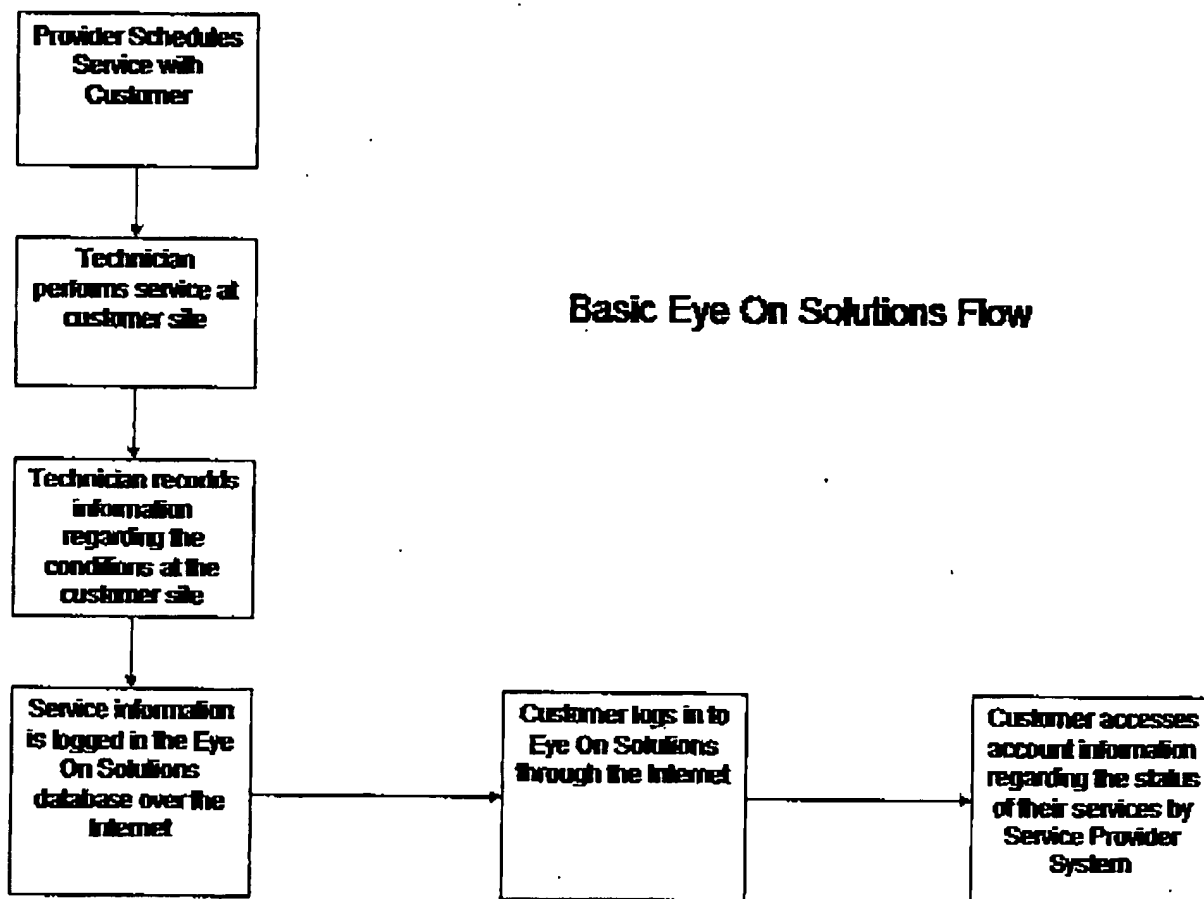 Provider Schedules
Service with
Customer
Technician
performs service at
customer site
Basic Eye On Solutions Flow
Technician recordds
information
regarding the
conditions at the
customer site
Service information
is logged in the Eye
On Solutions
database over the
Internet
Customer logs in to
Eye On Solutions
through the Internet
Customer accesses
account information
regarding the status
of their services by
Service Provider
System